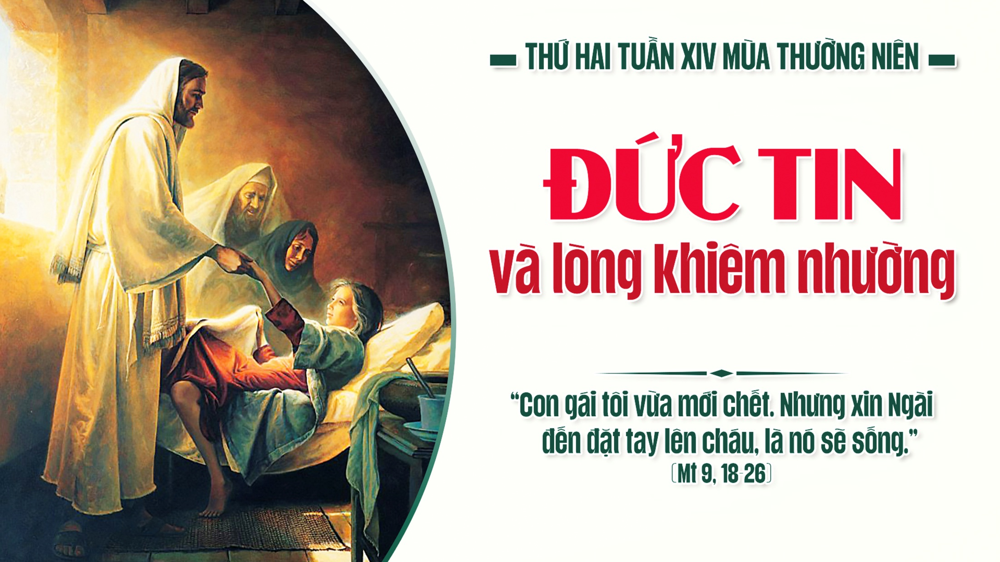 THỨ HAI TUẦN XIV MÙA THƯỜNG NIÊN
ĐỨC TIN
và lòng khiêm nhường
“Con gái tôi vừa mới chết. Nhưng xin Ngài
đến đặt tay lên cháu, là nó sẽ sống.”
(Mt 9, 18-26)